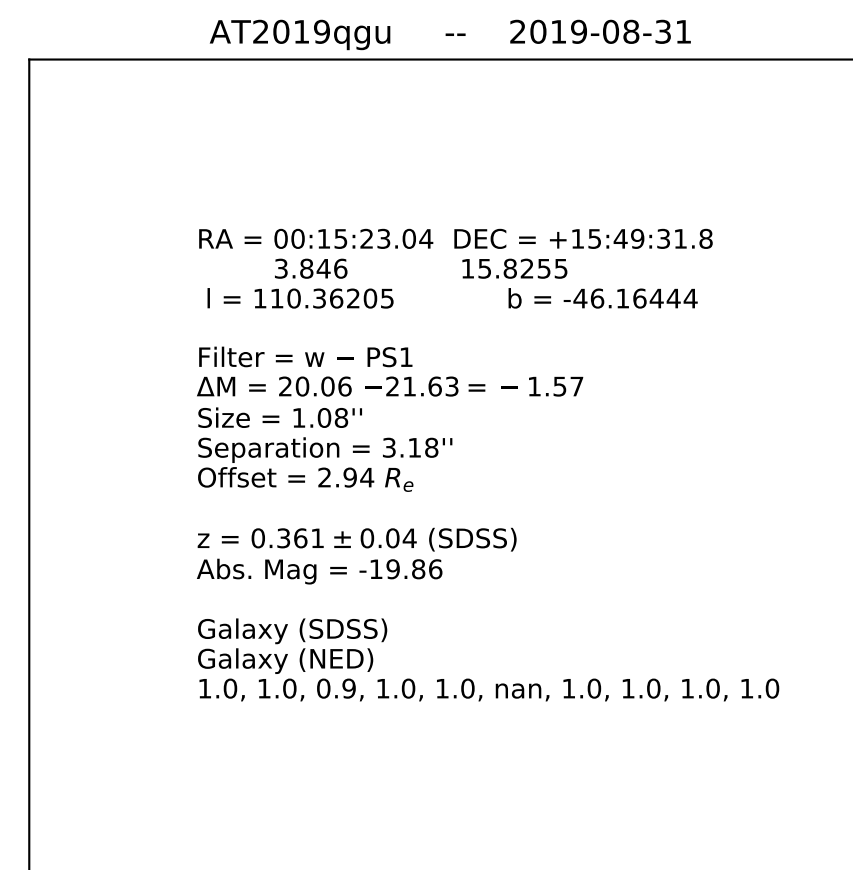 AT2019qgu -- 2019-08-31
RA = 00:15:23.04 DEC = +15:49:31.8
3.846 15.8255
l = 110.36205 b = -46.16444
Filter = w − PS1
ΔM = 20.06 −21.63 = − 1.57
Size = 1.08''
Separation = 3.18''
Offset = 2.94 Rₑ
z = 0.361 ± 0.04 (SDSS)
Abs. Mag = -19.86
Galaxy (SDSS)
Galaxy (NED)
1.0, 1.0, 0.9, 1.0, 1.0, nan, 1.0, 1.0, 1.0, 1.0